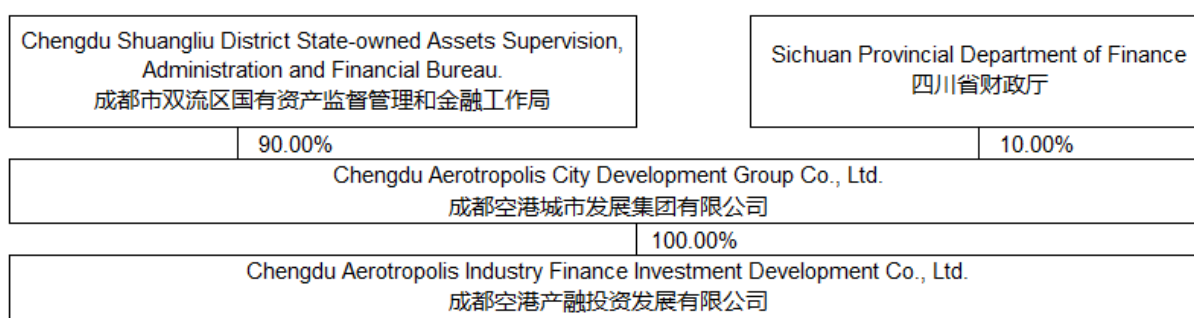 Chengdu Shuangliu District State-owned Assets Supervision,
Administration and Financial Bureau.
成都市双流区国有资产监督管理和金融工作局
Sichuan Provincial Department of Finance
四川省财政厅
90.00%
10.00%
Chengdu Aerotropolis City Development Group Co., Ltd.
成都空港城市发展集团有限公司
100.00%
Chengdu Aerotropolis Industry Finance Investment Development Co., Ltd.
成都空港产融投资发展有限公司